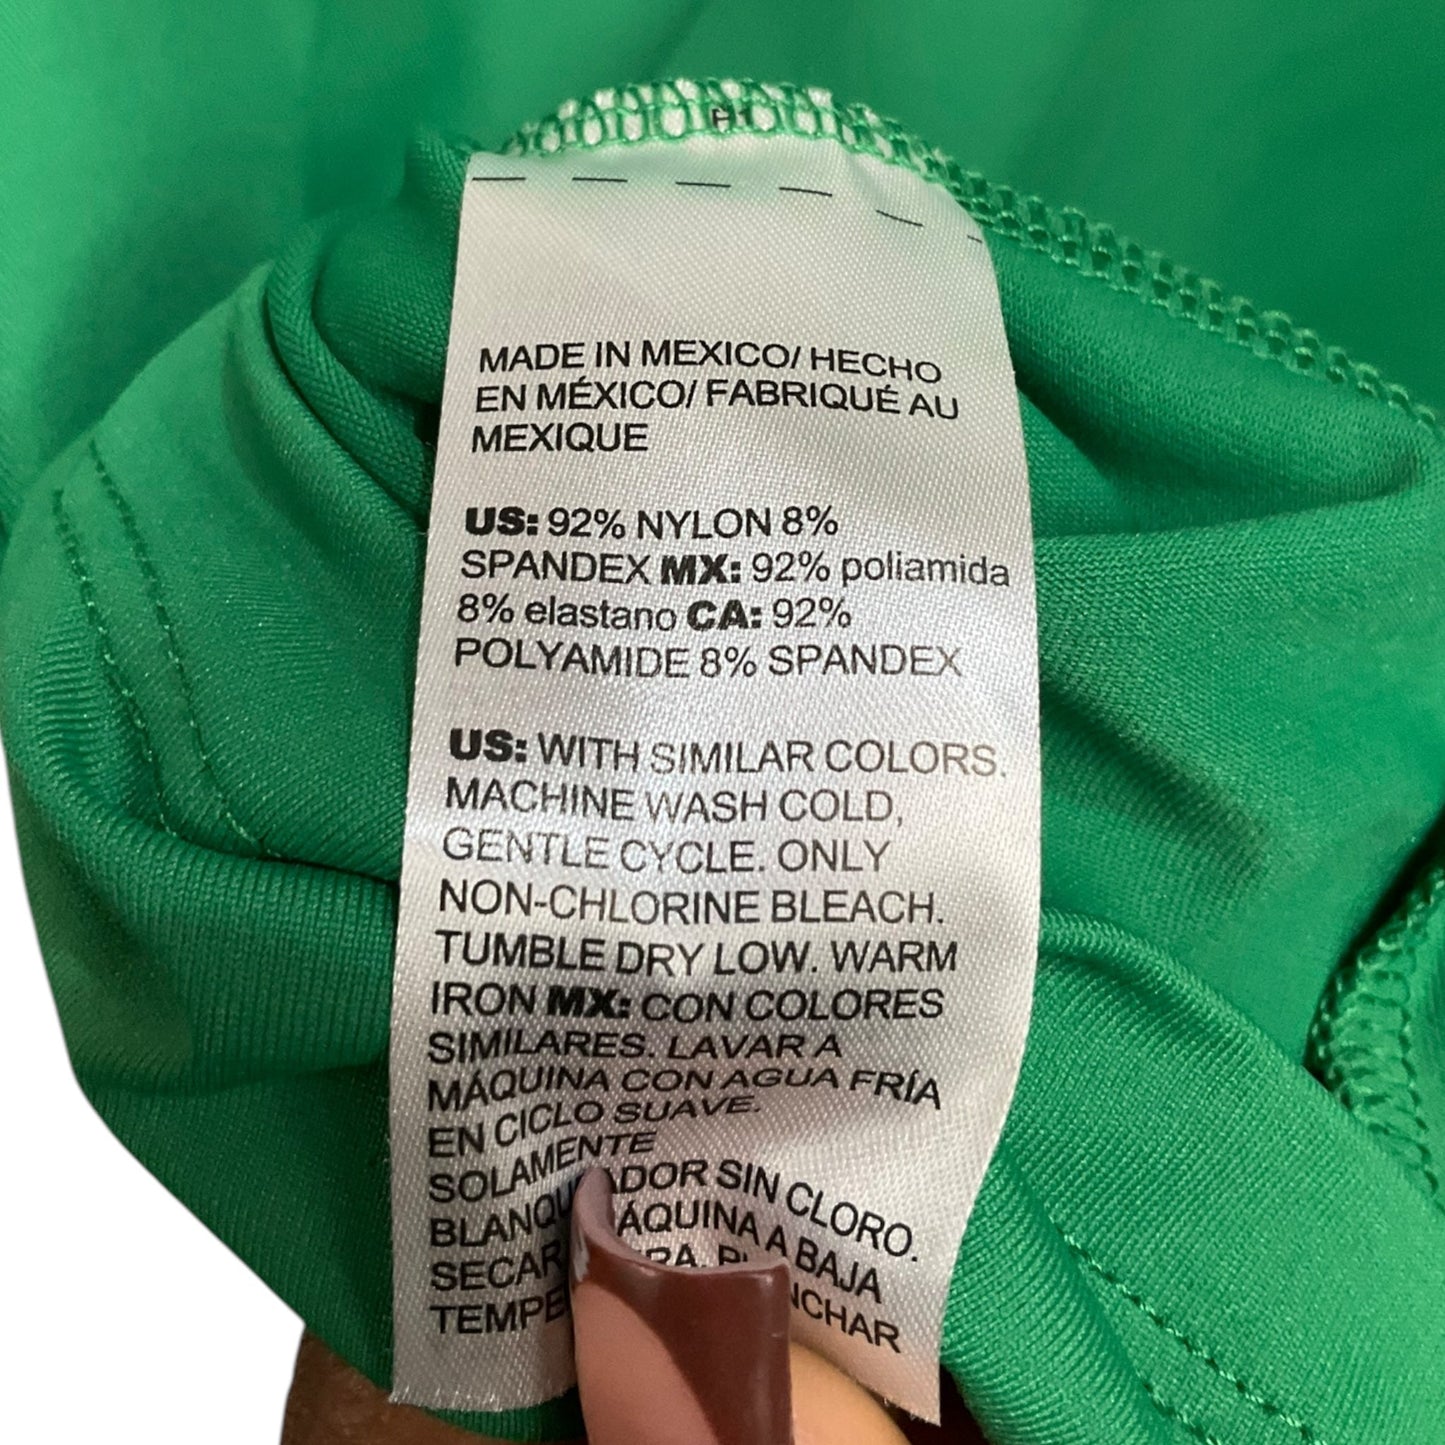 H1
MADE IN MEXICO/ HECHO
EN MÉXICO/ FABRIQUÉ AU
MEXIQUE
US: 92% NYLON 8%
SPANDEX MX: 92% poliamida
8% elastano CA: 92%
POLYAMIDE 8% SPANDEX
US: WITH SIMILAR COLORS.
MACHINE WASH COLD,
GENTLE CYCLE. ONLY
NON-CHLORINE BLEACH.
TUMBLE DRY LOW. WARM
IRON MX: CON COLORES
SIMILARES. LAVAR A
MÁQUINA CON AGUA FRÍA
EN CICLO SUAVE.
SOLAMENTE
SIN CLORO.
SECAR A BAJA